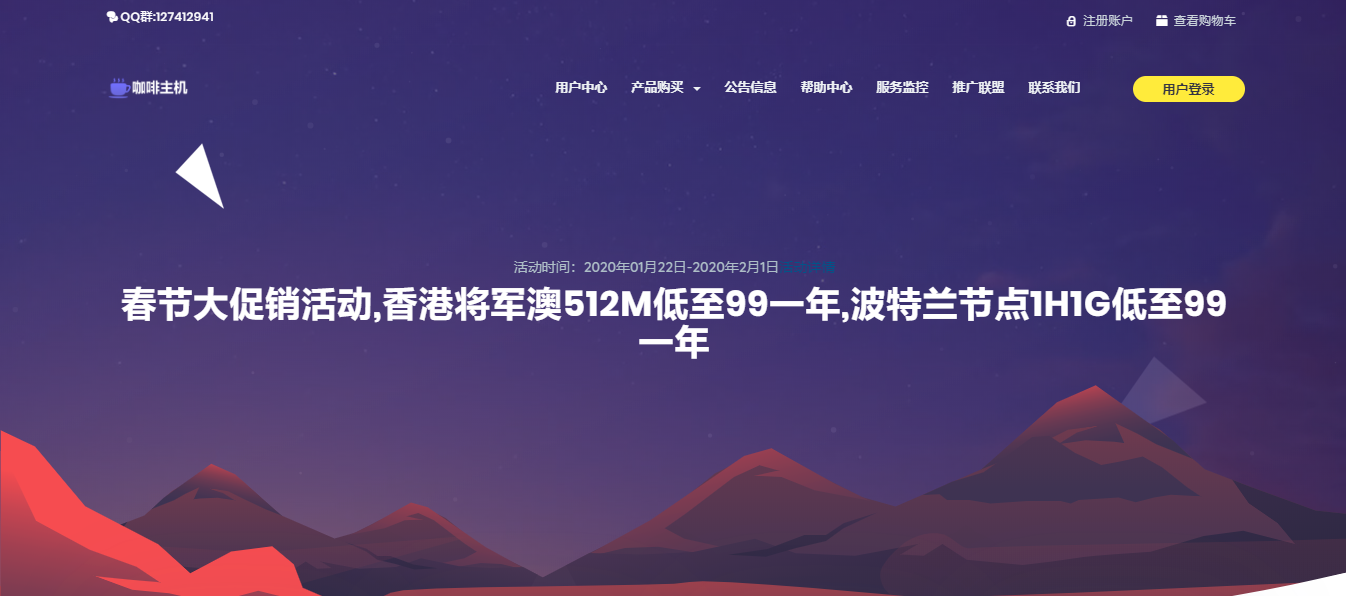 QQ群:127412941
注册账户
查看购物车
咖啡主机
用户中心
产品购买
公告信息
帮助中心
服务监控
推广联盟
联系我们
用户登录
活动时间：2020年01月22日-2020年2月1日
春节大促销活动,香港将军澳512M低至99一年,波特兰节点1H1G低至99
一年